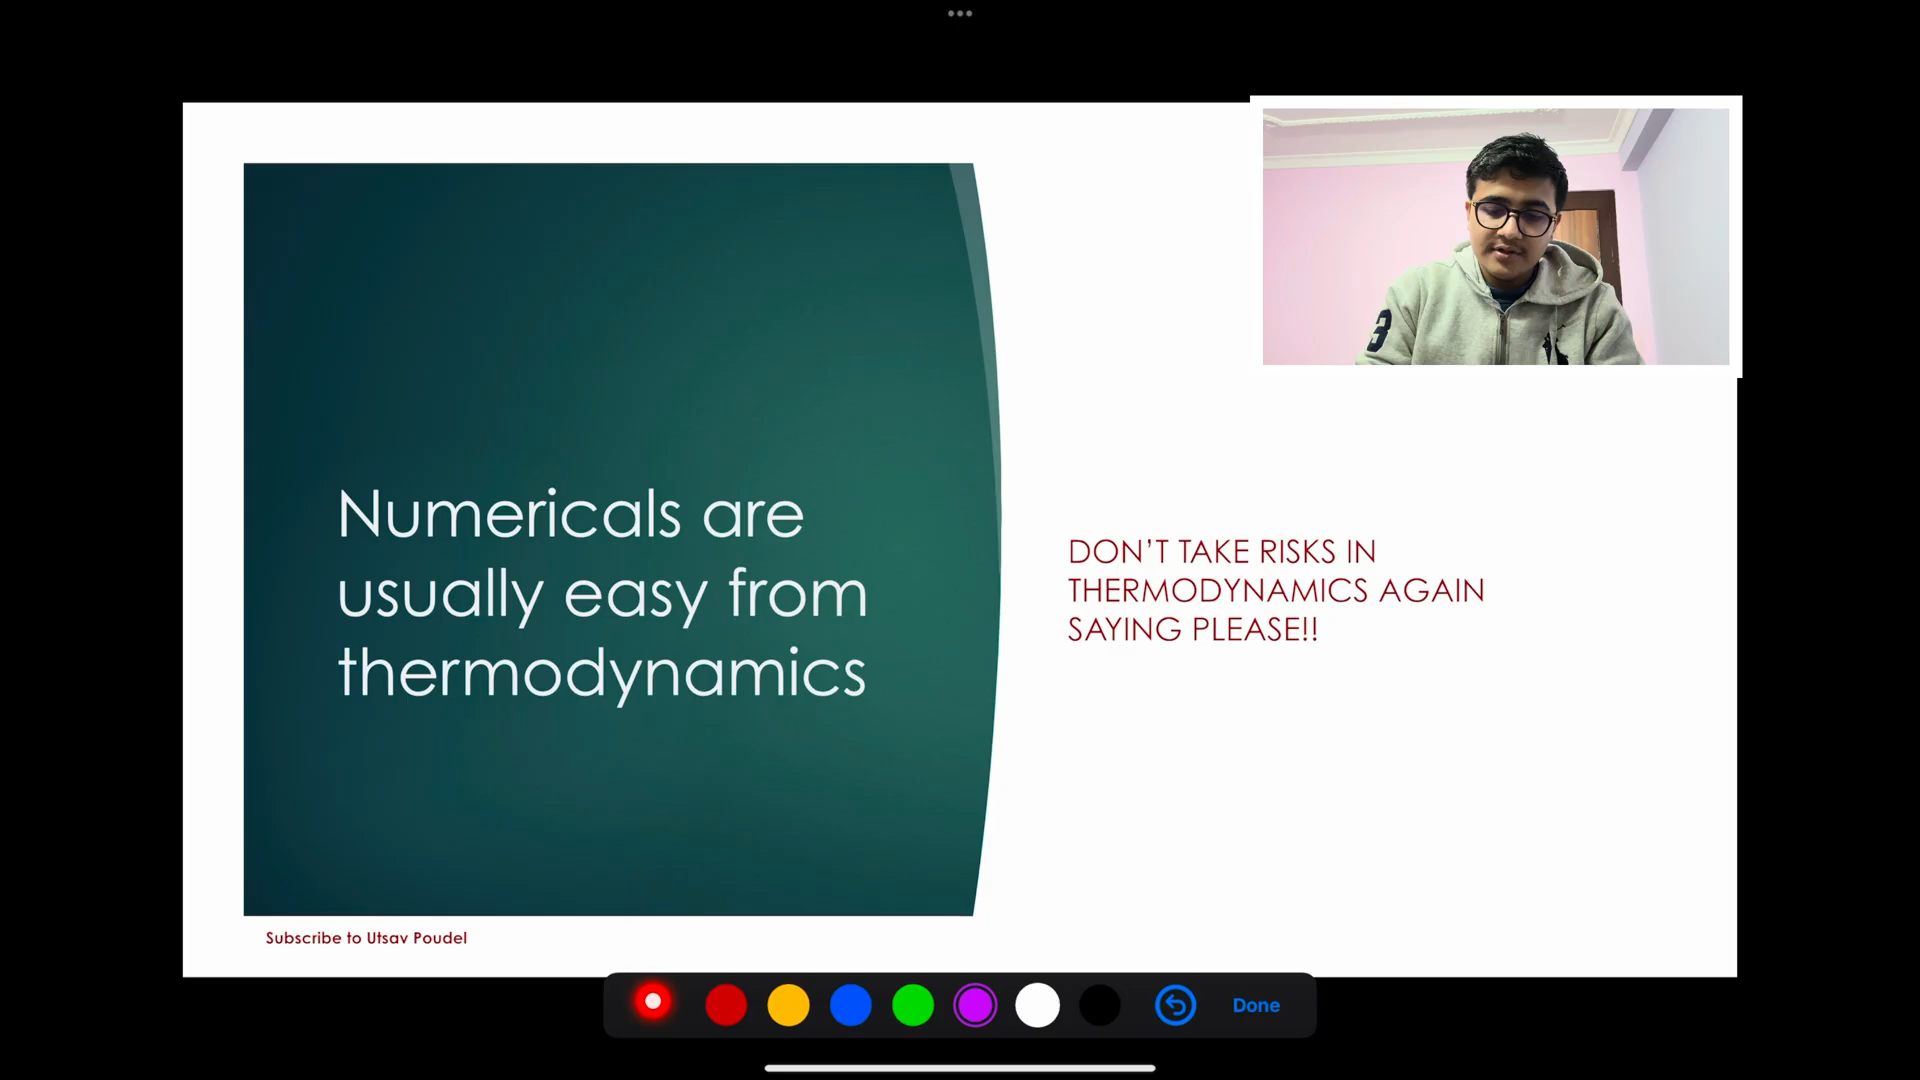 Numericals are
usually easy from
thermodynamics
DON’T TAKE RISKS IN
THERMODYNAMICS AGAIN
SAYING PLEASE!!
3
Subscribe to Utsav Poudel
Done